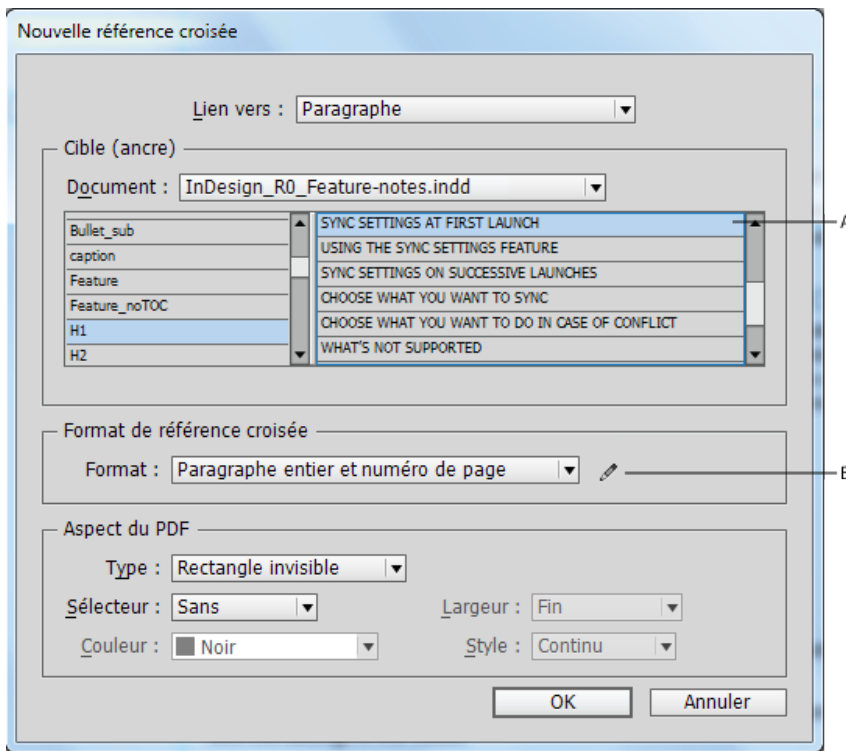 Nouvelle référence croisée
Lien vers : Paragraphe
Cible (ancre)
Document : InDesign_R0_Feature-notes.indd
Bullet_sub
caption
Feature
Feature_noTOC
H1
H2
SYNC SETTINGS AT FIRST LAUNCH
USING THE SYNC SETTINGS FEATURE
SYNC SETTINGS ON SUCCESSIVE LAUNCHES
CHOOSE WHAT YOU WANT TO SYNC
CHOOSE WHAT YOU WANT TO DO IN CASE OF CONFLICT
WHAT'S NOT SUPPORTED
Format de référence croisée
Format : Paragraphe entier et numéro de page
Aspect du PDF
Type : Rectangle invisible
Sélecteur : Sans Largeur : Fin
Couleur : Noir Style : Continu
OK Annuler